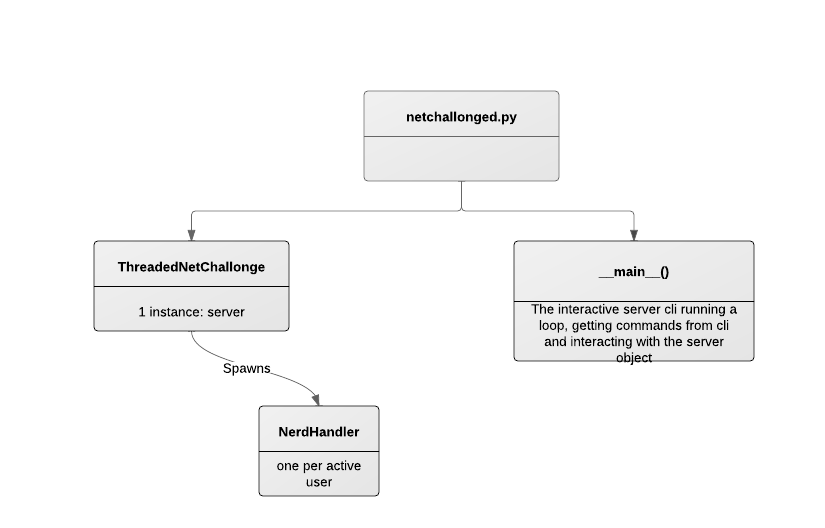 netchallonged.py
ThreadedNetChallonge
1 instance: server
__main__()
The interactive server cli running a
loop, getting commands from cli
and interacting with the server
object
Spawns
NerdHandler
one per active
user